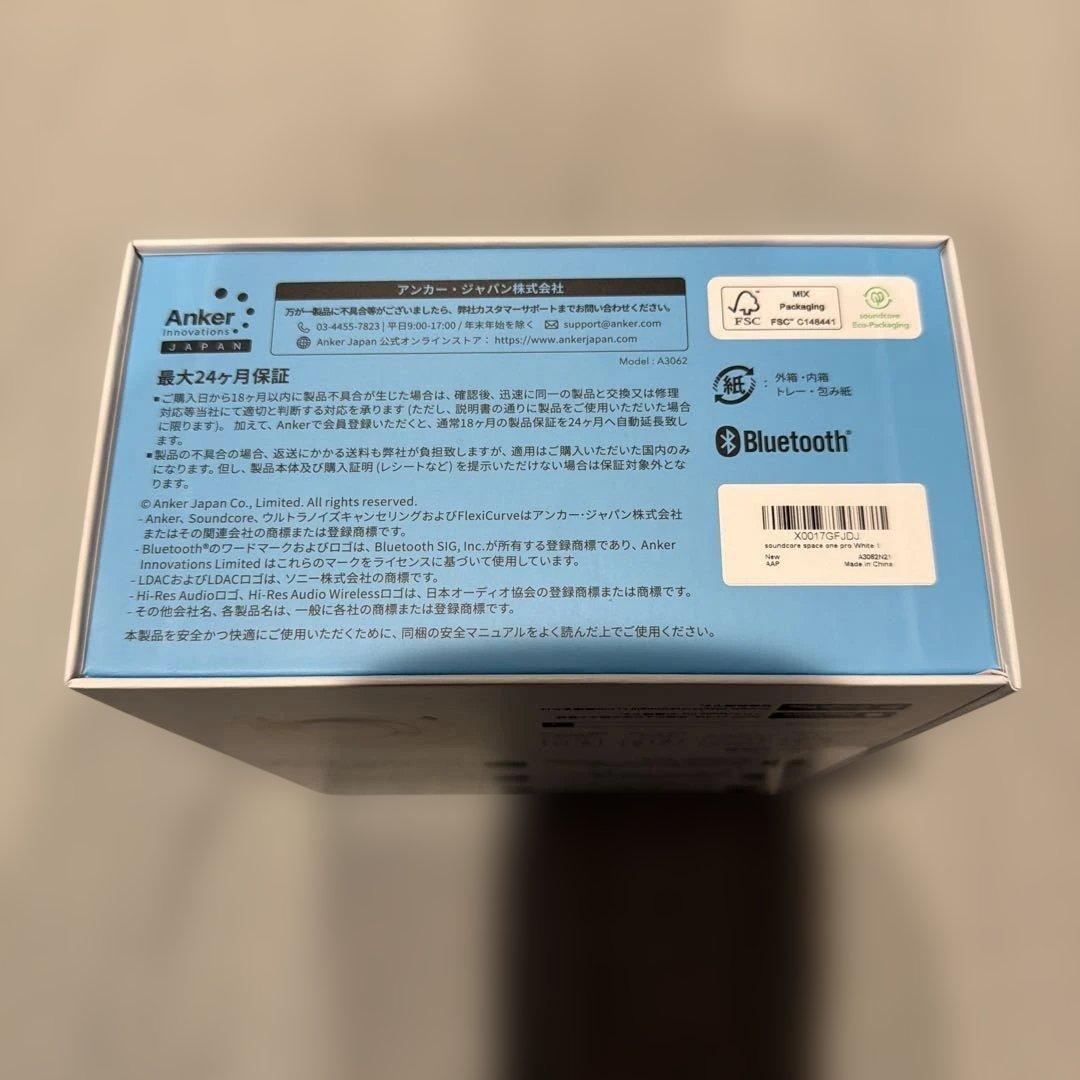 Anker
Innovations
JAPAN
アンカー・ジャパン株式会社
万が一製品に不具合等がございましたら、弊社カスタマーサポートまでお問い合わせください。
03-4455-7823 | 平日9:00-17:00 / 年末年始を除く support@anker.com
Anker Japan 公式オンラインストア： https://www.ankerjapan.com
Model : A3062
最大24ヶ月保証
■ご購入日から18ヶ月以内に製品不具合が生じた場合は、確認後、迅速に同一の製品と交換又は修理
対応等当社にて適切と判断する対応を承ります (ただし、説明書の通りに製品をご使用いただいた場合
に限ります)。 加えて、Ankerで会員登録いただくと、通常18ヶ月の製品保証を24ヶ月へ自動延長致し
ます。
■製品の不具合の場合、返送にかかる送料も弊社が負担致しますが、適用はご購入いただいた国内のみ
になります。但し、製品本体及び購入証明 (レシートなど) を提示いただけない場合は保証対象外とな
ります。
© Anker Japan Co., Limited. All rights reserved.
- Anker、Soundcore、ウルトラノイズキャンセリングおよびFlexiCurveはアンカー・ジャパン株式会社
またはその関連会社の商標または登録商標です。
- Bluetooth®のワードマークおよびロゴは、Bluetooth SIG, Inc.が所有する登録商標であり、Anker
Innovations Limited はこれらのマークをライセンスに基づいて使用しています。
- LDACおよびLDACロゴは、ソニー株式会社の商標です。
- Hi-Res Audioロゴ、Hi-Res Audio Wirelessロゴは、日本オーディオ協会の登録商標または商標です。
- その他会社名、各製品名は、一般に各社の商標または登録商標です。
本製品を安全かつ快適にご使用いただくために、同梱の安全マニュアルをよく読んだ上でご使用ください。
FSC
MIX
Packaging
FSC™ C148441
soundcore
Eco-Packaging
紙 : 外箱・内箱
トレー・包み紙
Bluetooth®
X0017GFJDJ
soundcore space one pro White
New A3062N21
AAP Made in China